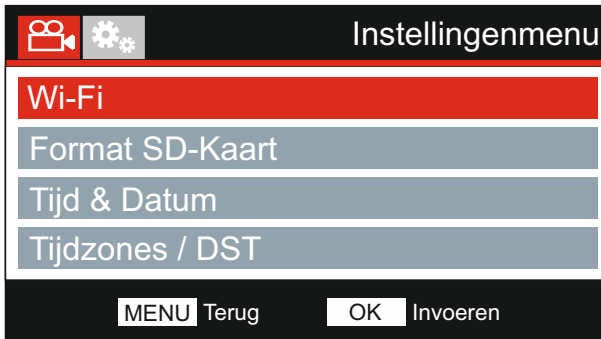 Instellingenmenu
Wi-Fi
Format SD-Kaart
Tijd & Datum
Tijdzones / DST
MENU Terug OK Invoeren